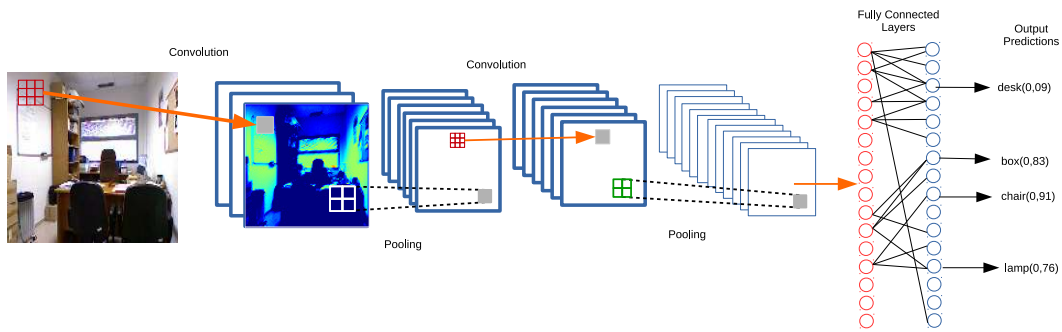 Convolution
Pooling
Convolution
Pooling
Fully Connected
Layers
Output
Predictions
desk(0,09)
box(0,83)
chair(0,91)
lamp(0,76)